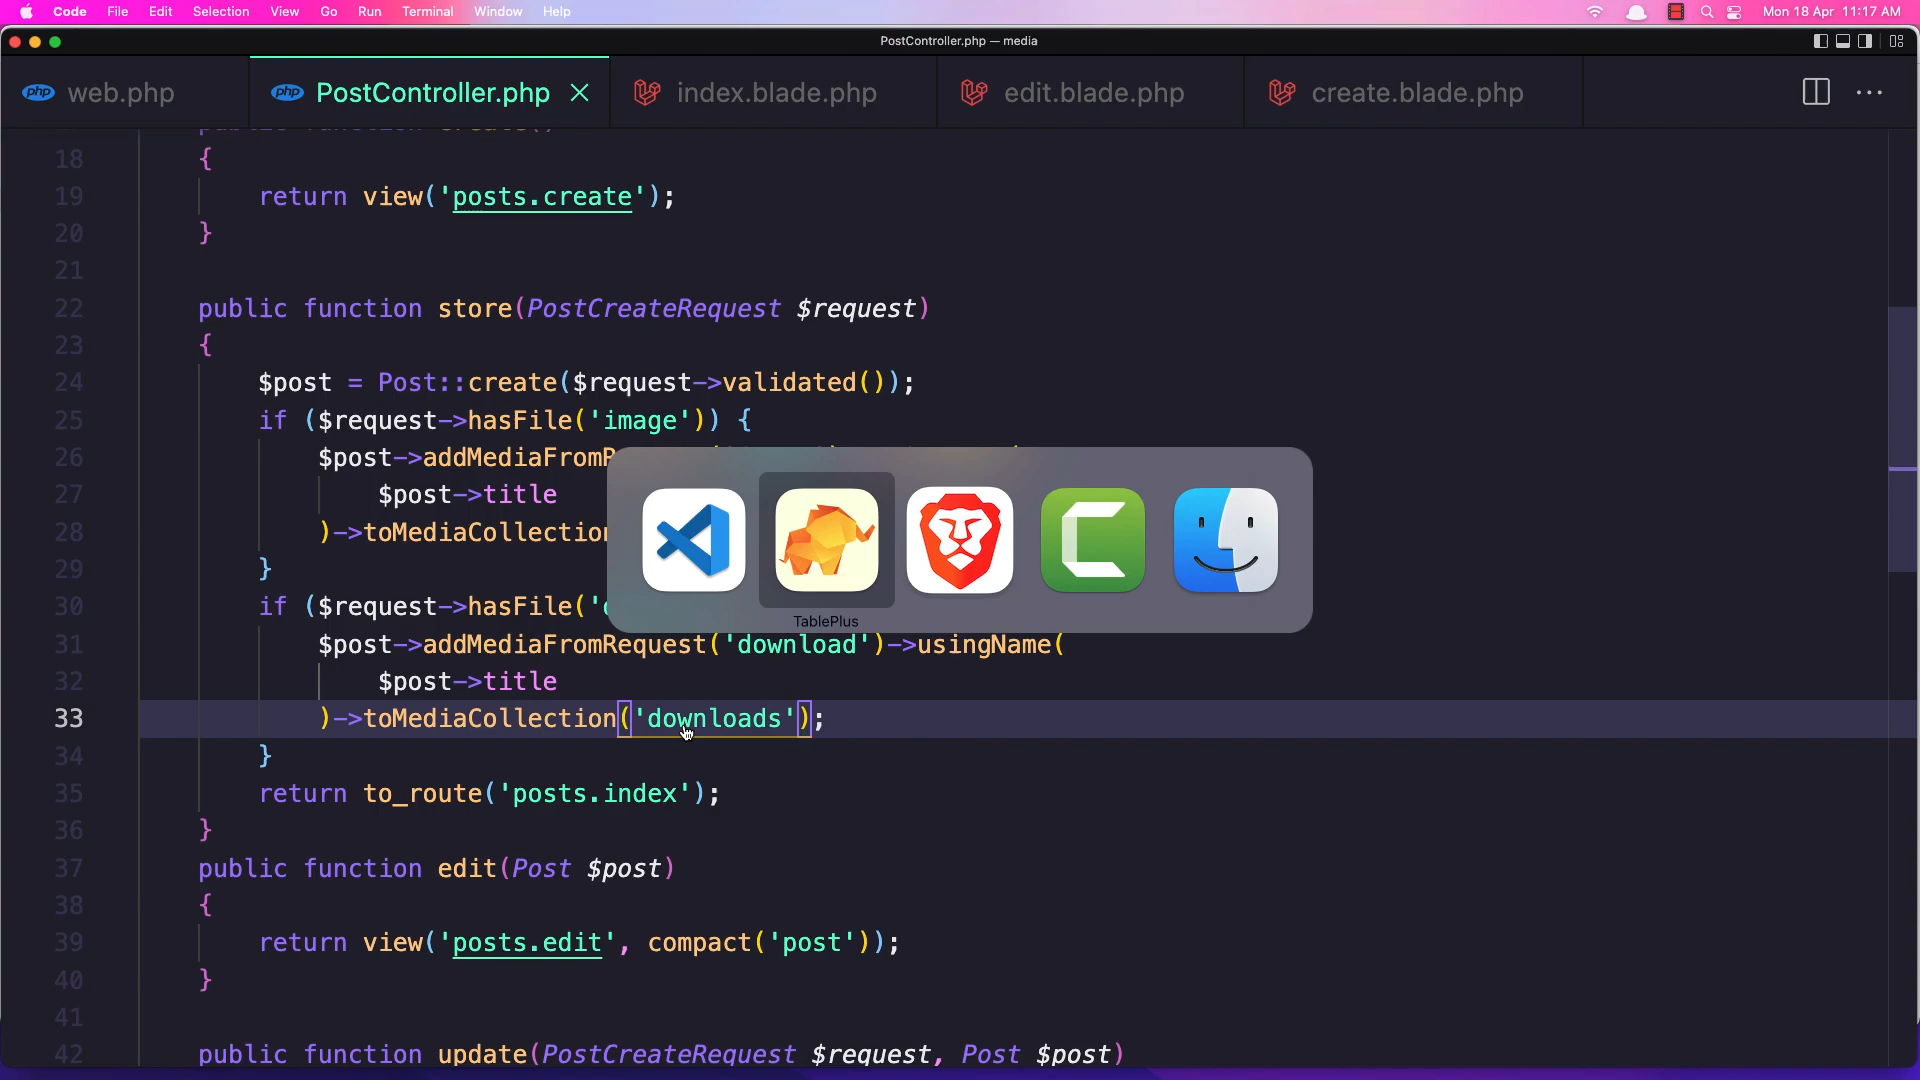 Code File Edit Selection View Go Run Terminal Window Help Mon 18 Apr 11:17 AM
PostController.php — media
php web.php php PostController.php index.blade.php edit.blade.php create.blade.php
18 {
19 return view('posts.create');
20 }
21
22 public function store(PostCreateRequest $request)
23 {
24 $post = Post::create($request->validated());
25 if ($request->hasFile('image')) {
26 $post->addMediaFromR
27 $post->title
28 )->toMediaCollection
29 }
30 if ($request->hasFile('
TablePlus
31 $post->addMediaFromRequest('download')->usingName(
32 $post->title
33 )->toMediaCollection('downloads');
34 }
35 return to_route('posts.index');
36 }
37 public function edit(Post $post)
38 {
39 return view('posts.edit', compact('post'));
40 }
41
42 public function update(PostCreateRequest $request, Post $post)